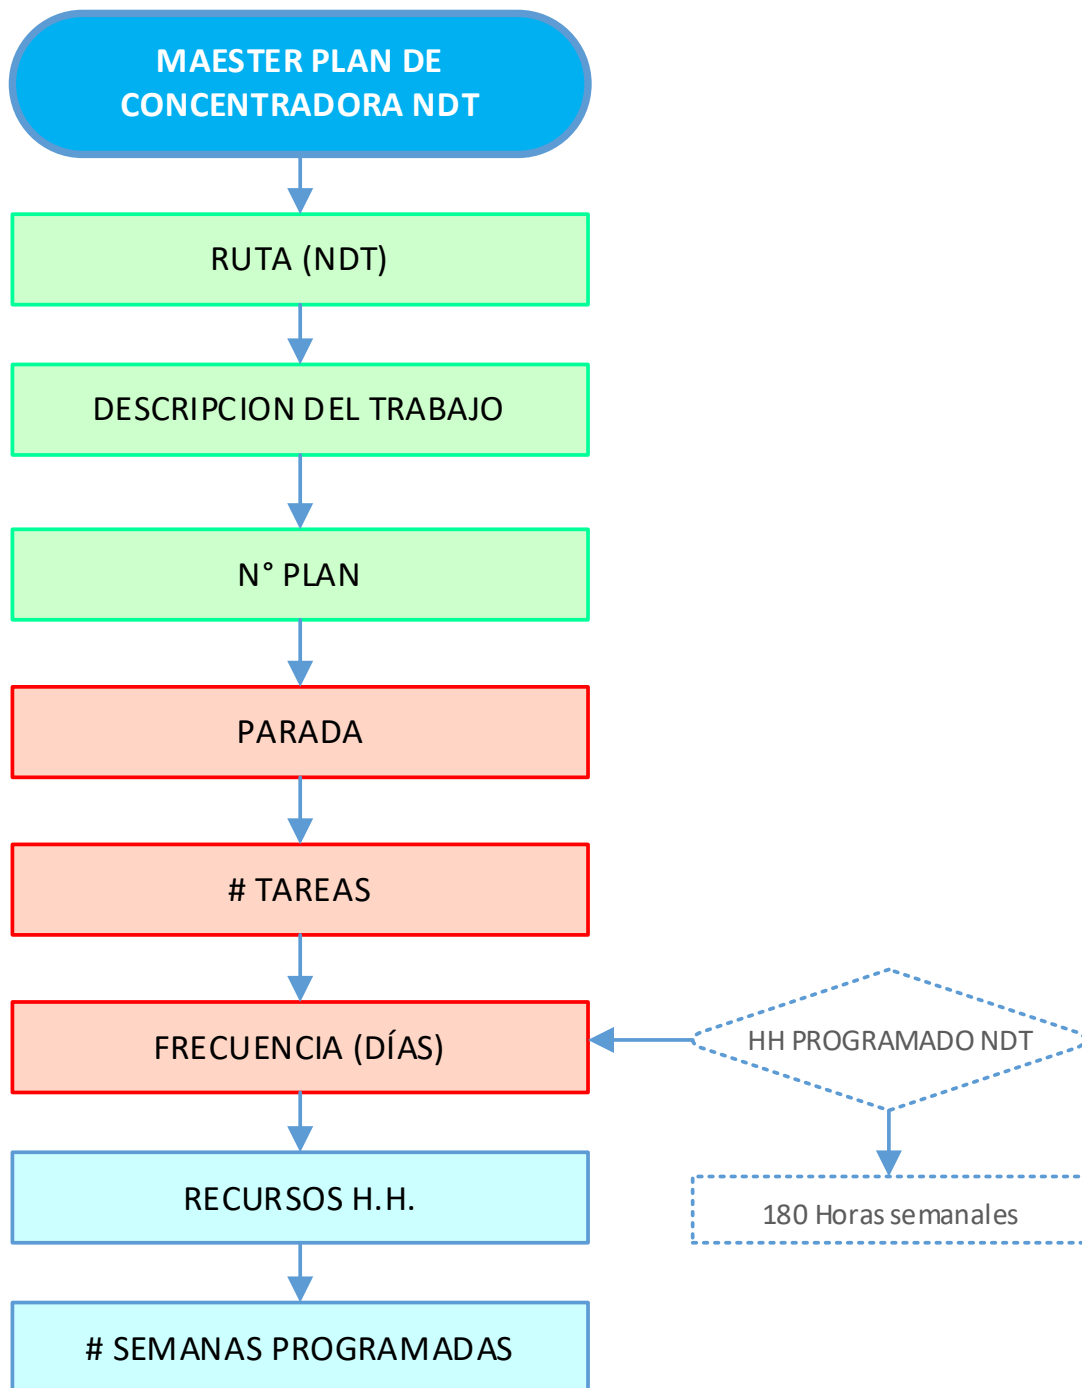 MAESTER PLAN DE
CONCENTRADORA NDT
RUTA (NDT)
DESCRIPCION DEL TRABAJO
N° PLAN
PARADA
# TAREAS
FRECUENCIA (DÍAS)
HH PROGRAMADO NDT
RECURSOS H.H.
180 Horas semanales
# SEMANAS PROGRAMADAS